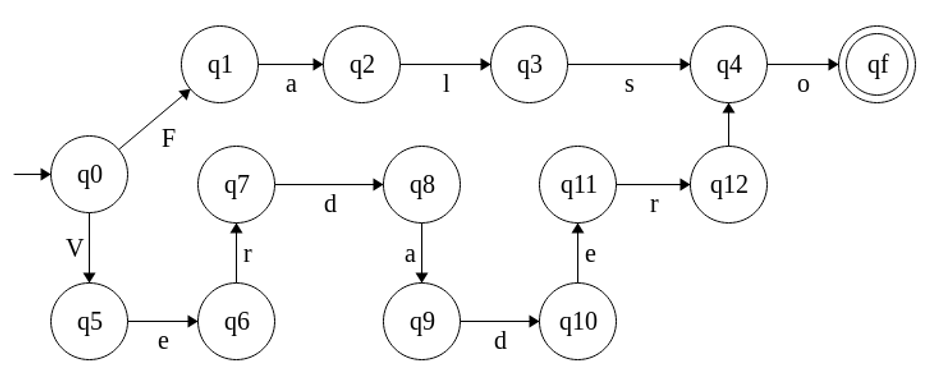 q1 a q2 l q3 s q4 o qf
F
q0 q7 d q8 q11 r q12
V r a e
q5 e q6 q9 d q10